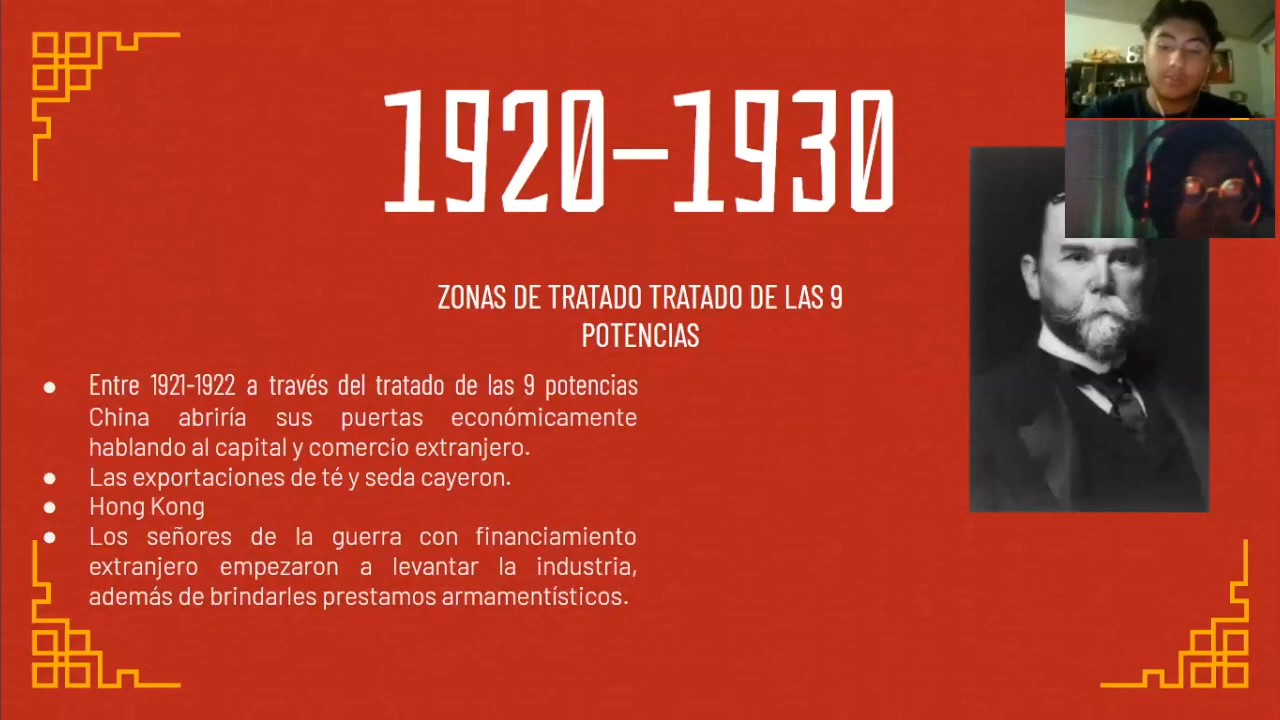 1920-1930
ZONAS DE TRATADO TRATADO DE LAS 9
POTENCIAS
● Entre 1921-1922 a través del tratado de las 9 potencias
China abriría sus puertas económicamente
hablando al capital y comercio extranjero.
● Las exportaciones de té y seda cayeron.
● Hong Kong
● Los señores de la guerra con financiamiento
extranjero empezaron a levantar la industria,
además de brindarles prestamos armamentísticos.